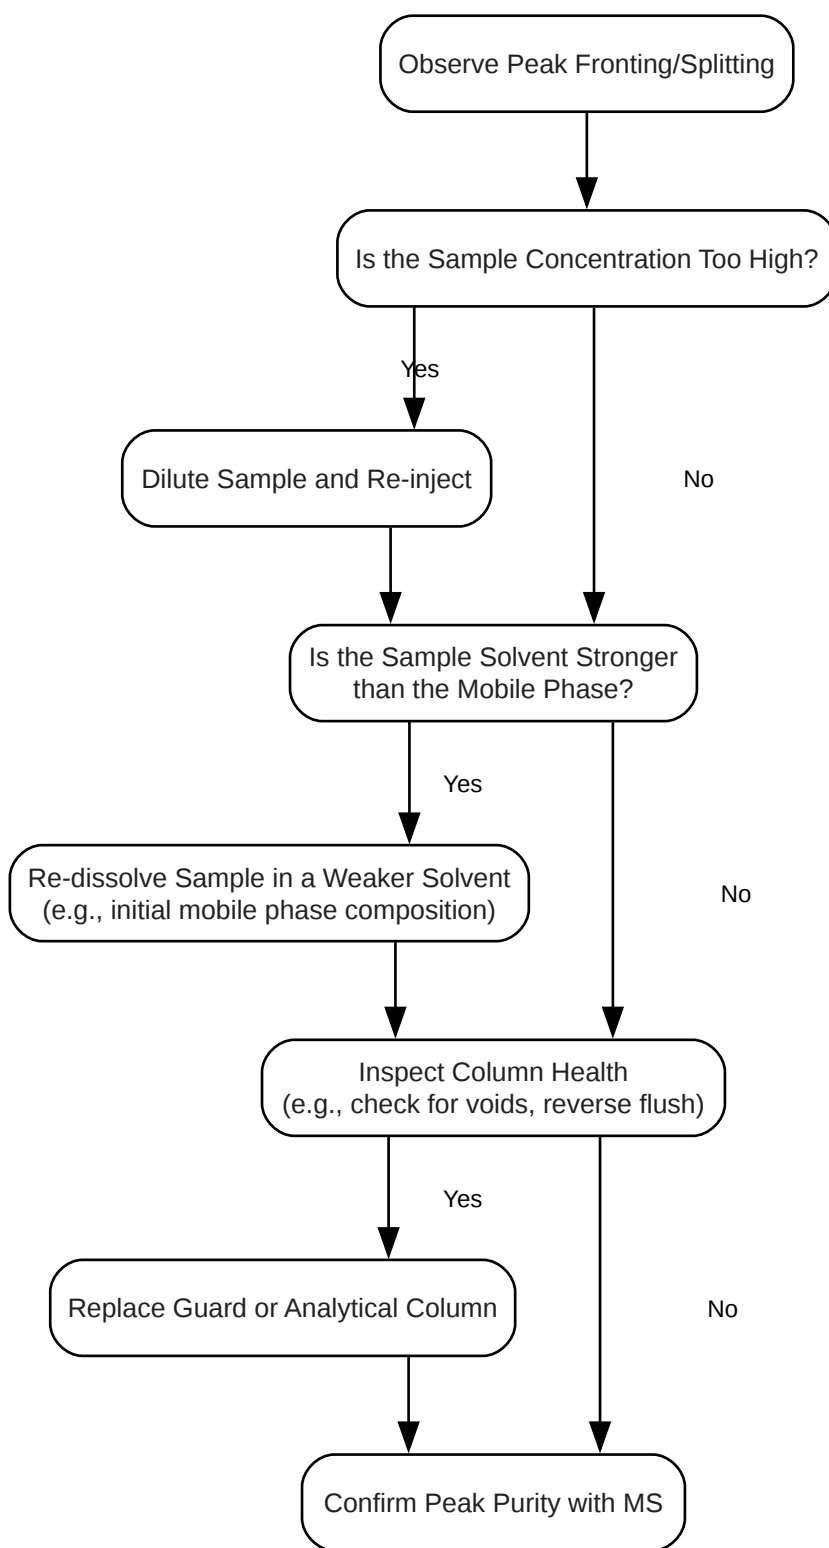 Observe Peak Fronting/Splitting
Is the Sample Concentration Too High?
Yes
Dilute Sample and Re-inject
No
Is the Sample Solvent Stronger
than the Mobile Phase?
Yes
Re-dissolve Sample in a Weaker Solvent
(e.g., initial mobile phase composition)
No
Inspect Column Health
(e.g., check for voids, reverse flush)
Yes
Replace Guard or Analytical Column
No
Confirm Peak Purity with MS